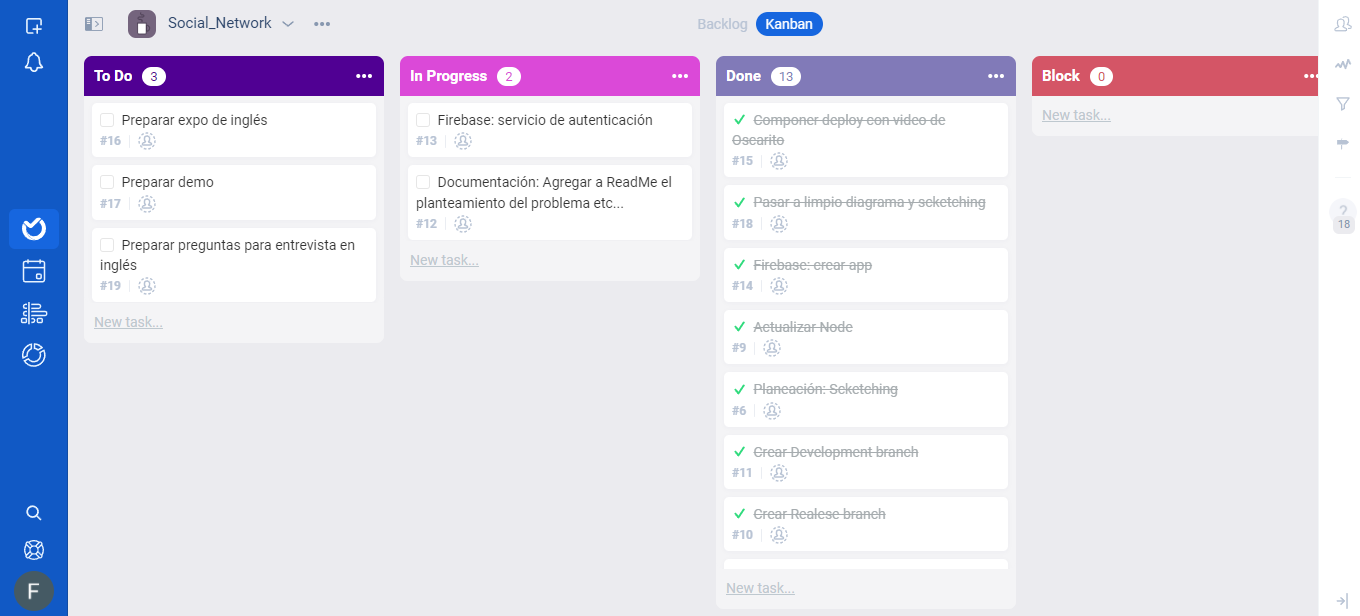 Social_Network
Backlog Kanban
To Do 3
Preparar expo de inglés
#16
Preparar demo
#17
Preparar preguntas para entrevista en
inglés
#19
New task...
In Progress 2
Firebase: servicio de autenticación
#13
Documentación: Agregar a ReadMe el
planteamiento del problema etc...
#12
New task...
Done 13
Componer deploy con video de
Oscarito
#15
Pasar a limpio diagrama y scketching
#18
Firebase: crear app
#14
Actualizar Node
#9
Planeación: Scketching
#6
Crear Development branch
#11
Crear Realese branch
#10
New task...
Block 0
New task...
?
18
F